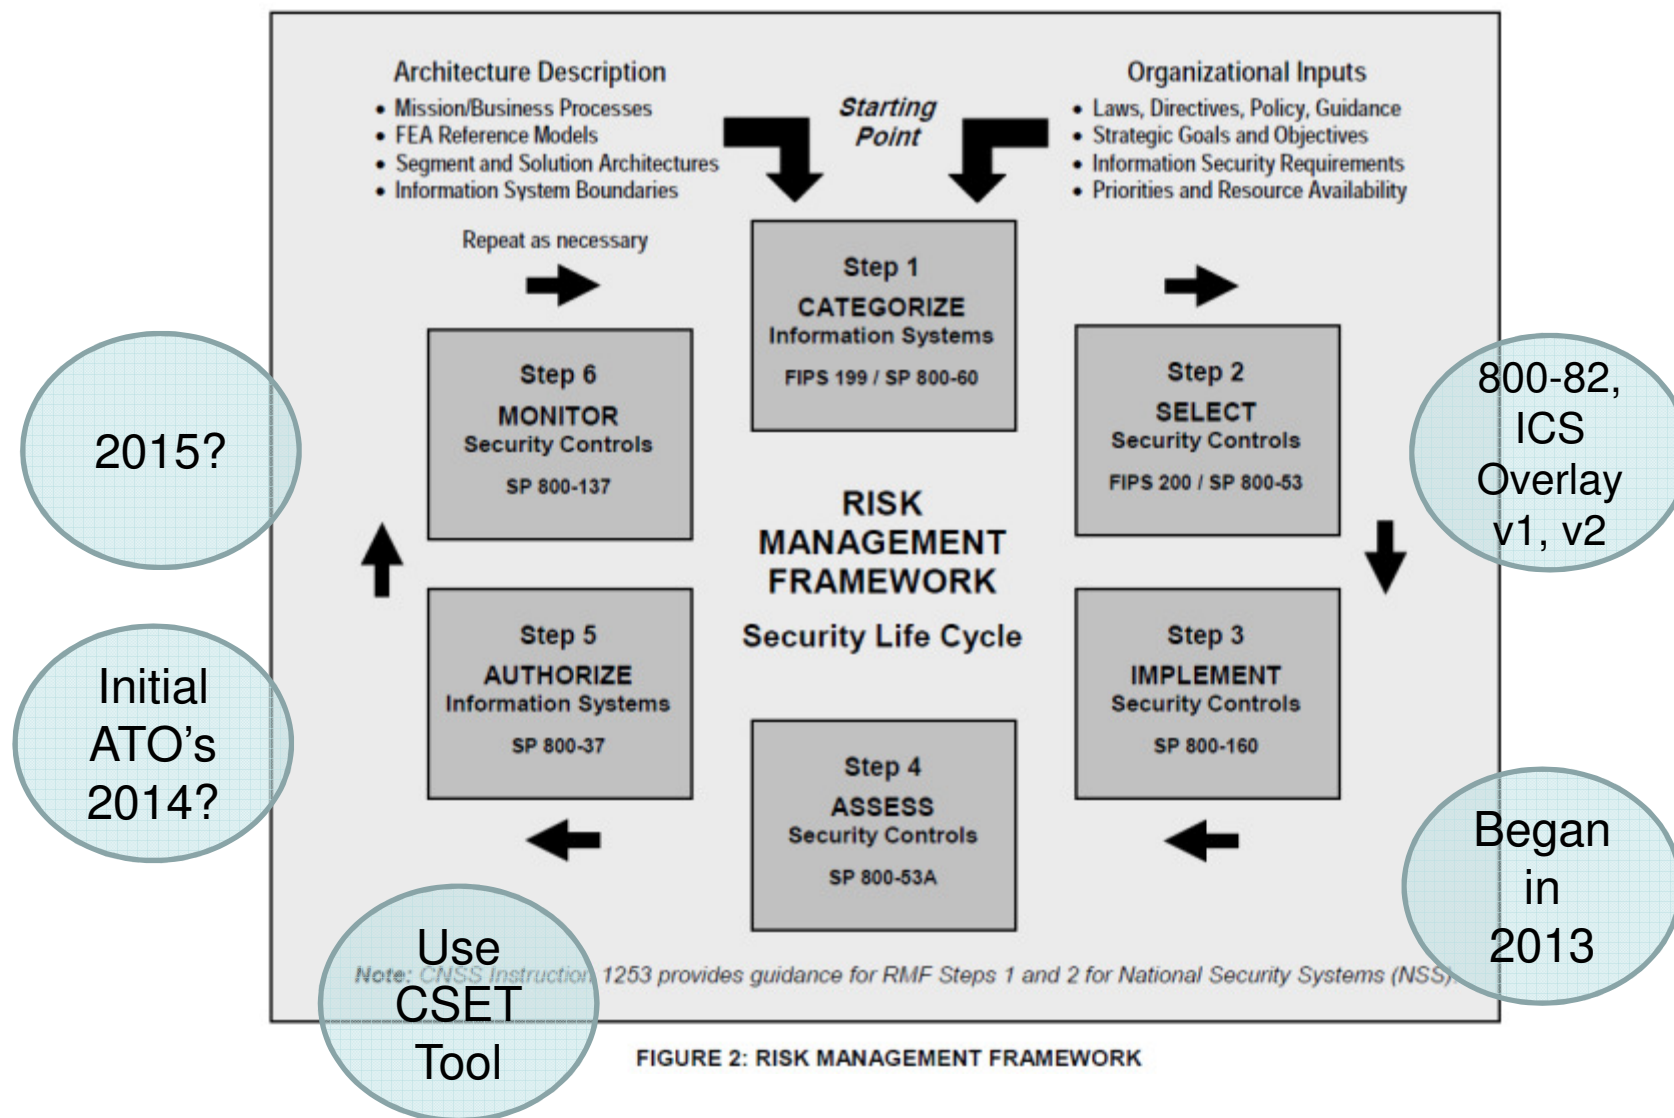 Architecture Description
• Mission/Business Processes
• FEA Reference Models
• Segment and Solution Architectures
• Information System Boundaries
Starting
Point
Organizational Inputs
• Laws, Directives, Policy, Guidance
• Strategic Goals and Objectives
• Information Security Requirements
• Priorities and Resource Availability
Repeat as necessary
Step 1
CATEGORIZE
Information Systems
FIPS 199 / SP 800-60
Step 6
MONITOR
Security Controls
SP 800-137
Step 2
SELECT
Security Controls
FIPS 200 / SP 800-53
2015?
800-82,
ICS
Overlay
v1, v2
RISK
MANAGEMENT
FRAMEWORK
Security Life Cycle
Step 5
AUTHORIZE
Information Systems
SP 800-37
Step 3
IMPLEMENT
Security Controls
SP 800-160
Initial
ATO’s
2014?
Step 4
ASSESS
Security Controls
SP 800-53A
Began
in
2013
Use
CSET
Tool
Note: CNSS Instruction 1253 provides guidance for RMF Steps 1 and 2 for National Security Systems (NSS).
FIGURE 2: RISK MANAGEMENT FRAMEWORK